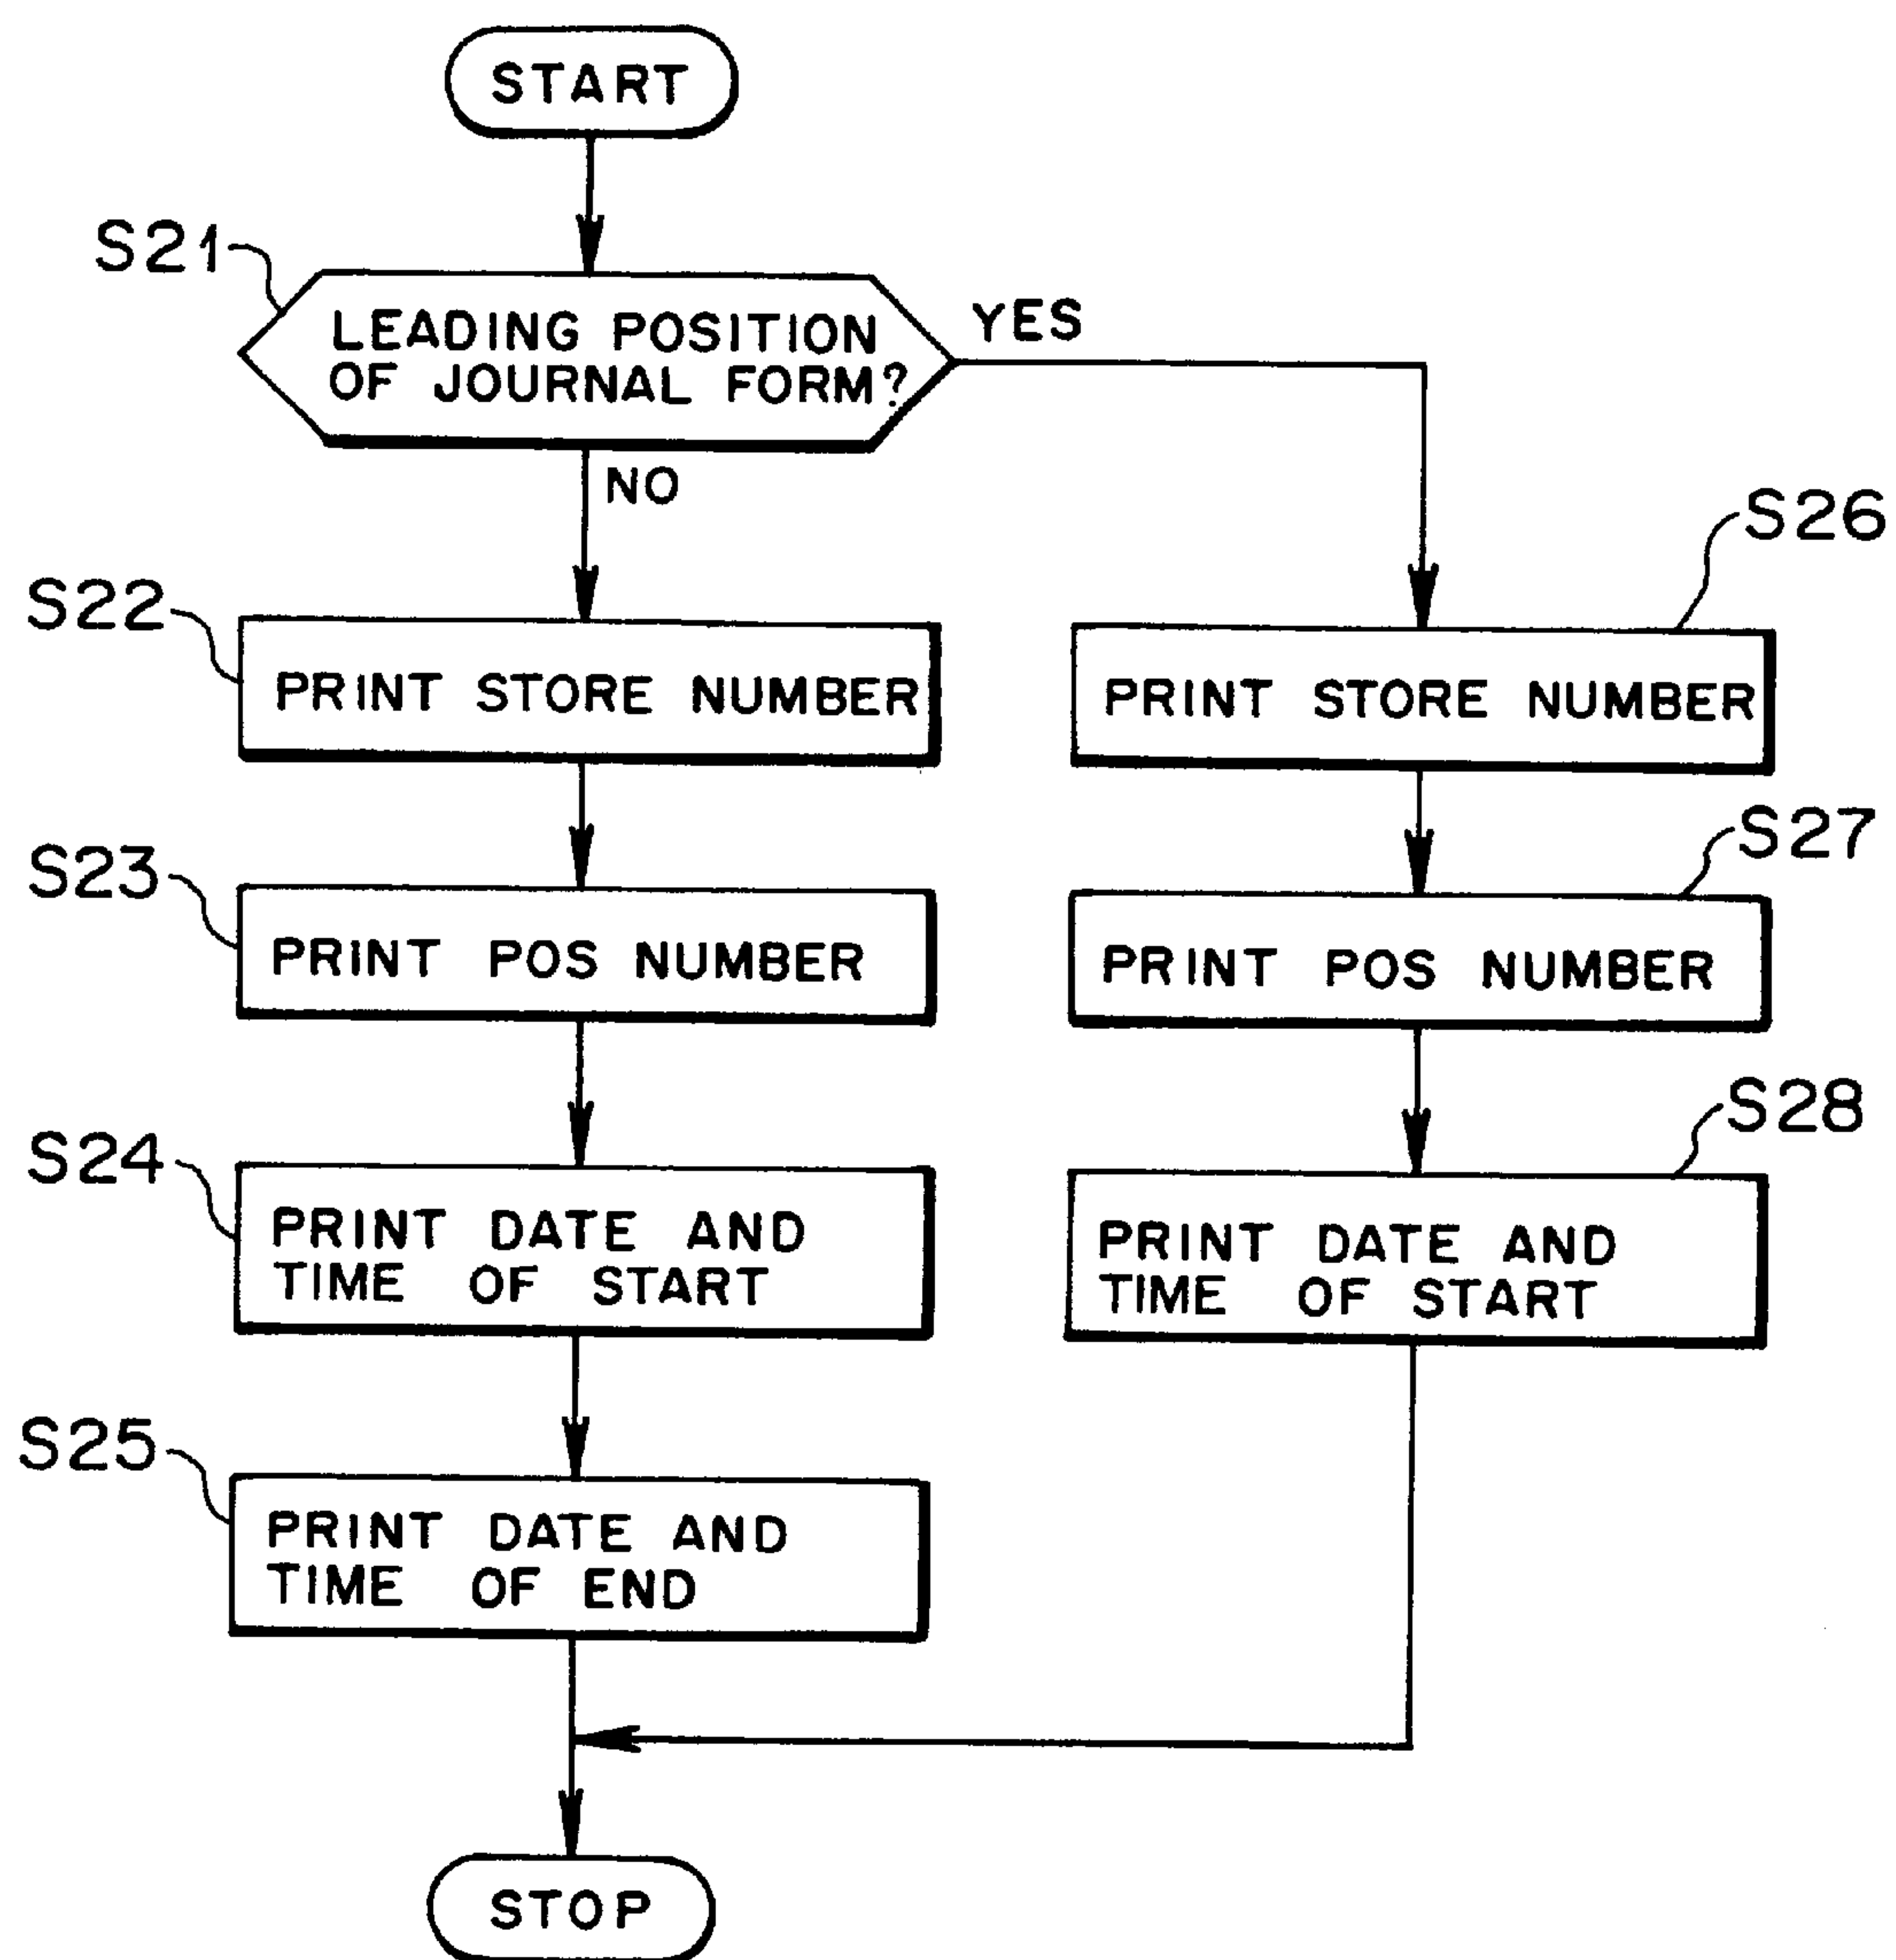 START
S21
LEADING POSITION
OF JOURNAL FORM?
YES
NO
S22
PRINT STORE NUMBER
S26
PRINT STORE NUMBER
S23
PRINT POS NUMBER
S27
PRINT POS NUMBER
S24
PRINT DATE AND
TIME OF START
S28
PRINT DATE AND
TIME OF START
S25
PRINT DATE AND
TIME OF END
STOP